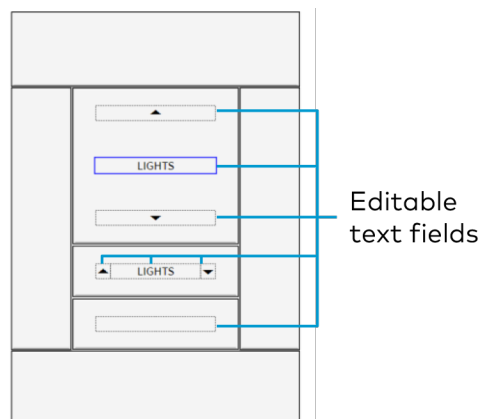 ▲
LIGHTS
▼
▲ LIGHTS ▼
Editable
text fields